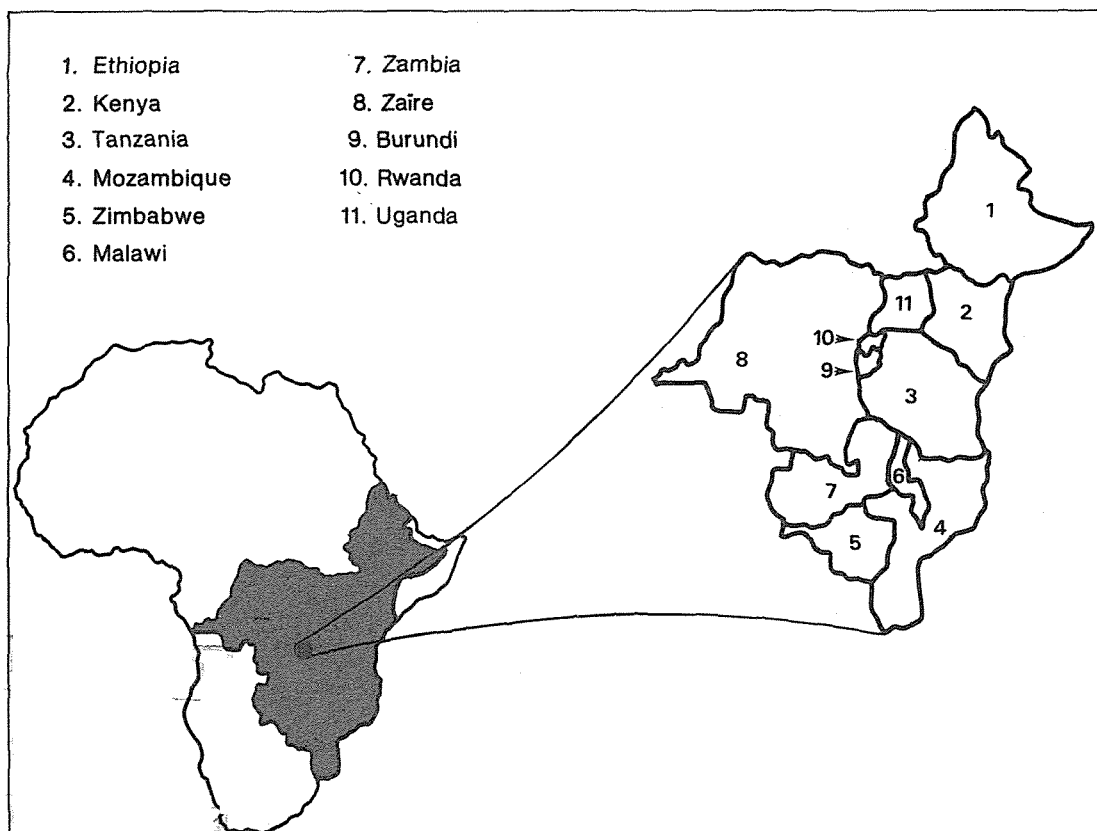 1. Ethiopia
2. Kenya
3. Tanzania
4. Mozambique
5. Zimbabwe
6. Malawi
7. Zambia
8. Zaïre
9. Burundi
10. Rwanda
11. Uganda
1
11
2
10
8
9
3
6
7
4
5